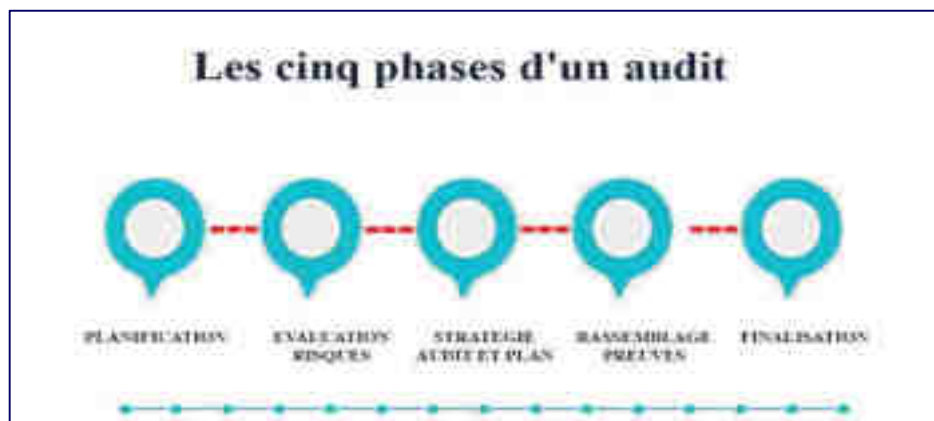 Les cinq phases d'un audit
PLANIFICATION
EVALUATION
RISQUES
STRATEGIE
AUDIT ET PLAN
RASSEMBLAGE
PREUVES
FINALISATION